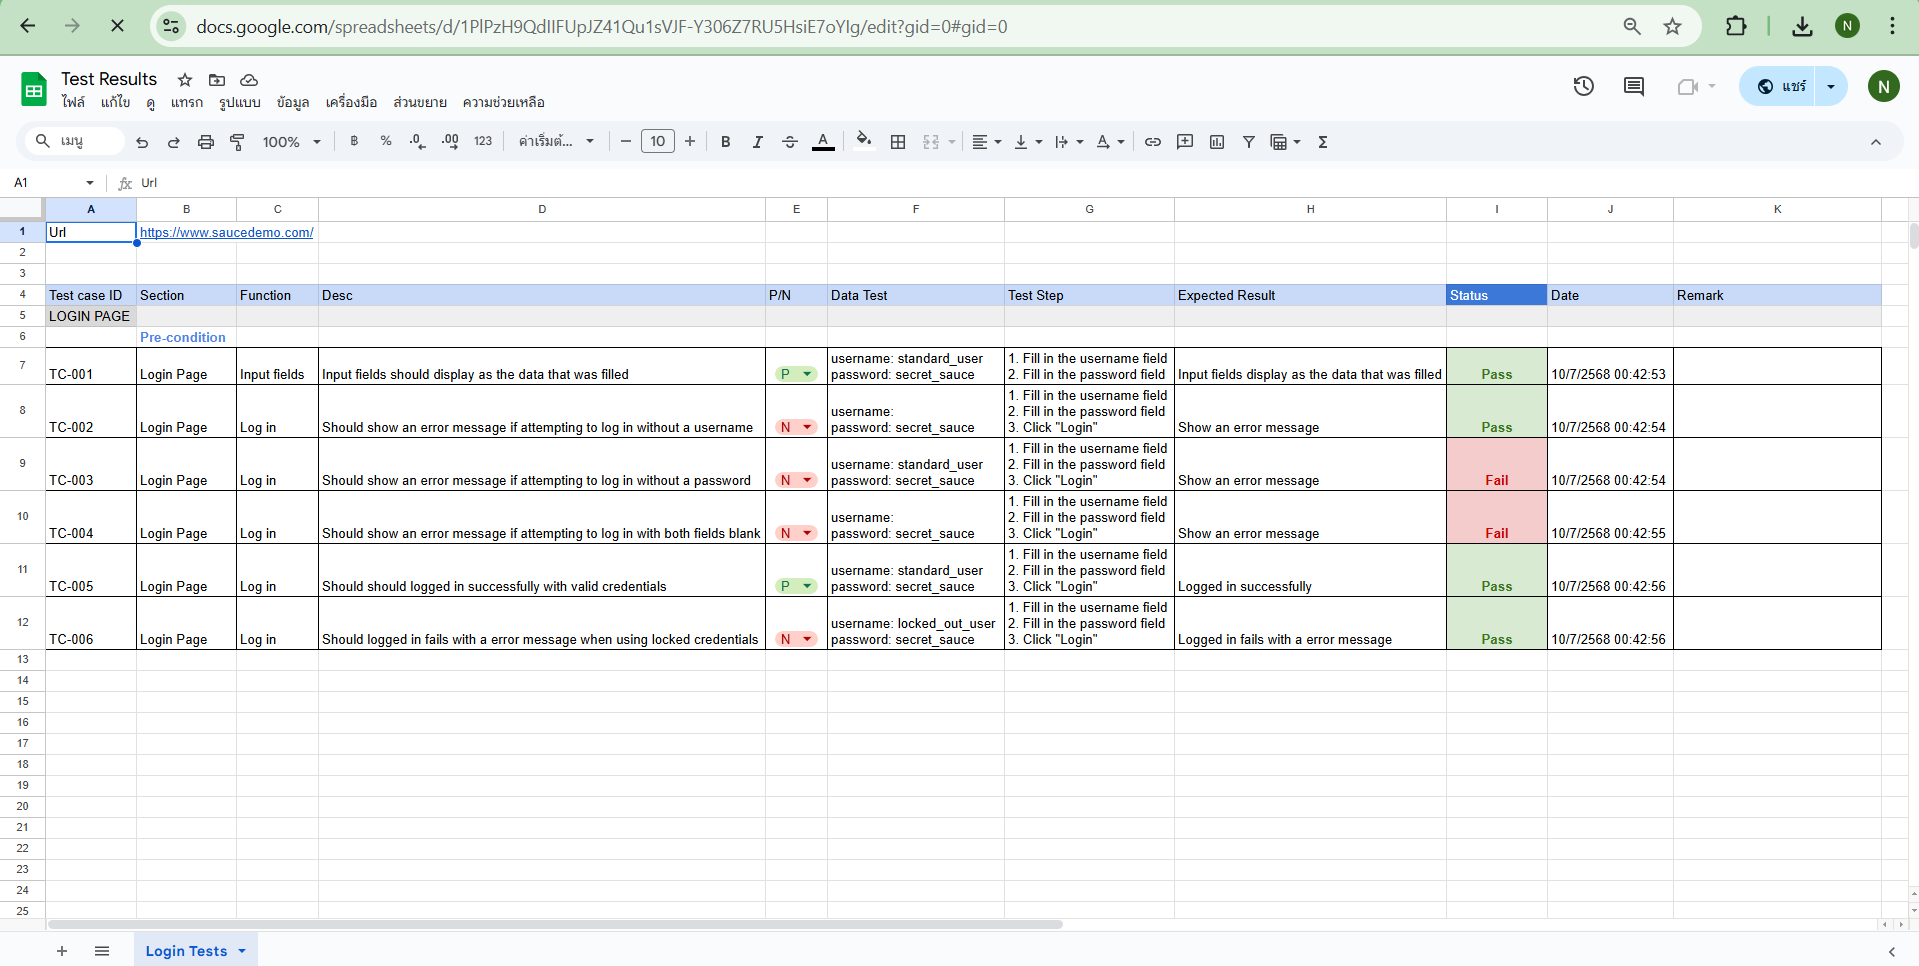 docs.google.com/spreadsheets/d/1PlPzH9QdIIFUpJZ41Qu1sVJF-Y306Z7RU5HsiE7oYIg/edit?gid=0#gid=0
N
Test Results
ไฟล์ แก้ไข ดู แทรก รูปแบบ ข้อมูล เครื่องมือ ส่วนขยาย ความช่วยเหลือ
แชร์
N
เมนู 100% ฿ % .0 .00 123 ค่าเริ่มต้... 10 B I A A Σ
A1 fx Url
A B C D E F G H I J K
1 Url https://www.saucedemo.com/
2
3
4 Test case ID Section Function Desc P/N Data Test Test Step Expected Result Status Date Remark
5 LOGIN PAGE
6 Pre-condition
username: standard_user 1. Fill in the username field
7 TC-001 Login Page Input fields Input fields should display as the data that was filled P password: secret_sauce 2. Fill in the password field Input fields display as the data that was filled Pass 10/7/2568 00:42:53
1. Fill in the username field
8 username: 2. Fill in the password field
TC-002 Login Page Log in Should show an error message if attempting to log in without a username N password: secret_sauce 3. Click "Login" Show an error message Pass 10/7/2568 00:42:54
1. Fill in the username field
9 username: standard_user 2. Fill in the password field
TC-003 Login Page Log in Should show an error message if attempting to log in without a password N password: secret_sauce 3. Click "Login" Show an error message Fail 10/7/2568 00:42:54
1. Fill in the username field
10 username: 2. Fill in the password field
TC-004 Login Page Log in Should show an error message if attempting to log in with both fields blank N password: secret_sauce 3. Click "Login" Show an error message Fail 10/7/2568 00:42:55
1. Fill in the username field
11 username: standard_user 2. Fill in the password field
TC-005 Login Page Log in Should should logged in successfully with valid credentials P password: secret_sauce 3. Click "Login" Logged in successfully Pass 10/7/2568 00:42:56
1. Fill in the username field
12 username: locked_out_user 2. Fill in the password field
TC-006 Login Page Log in Should logged in fails with a error message when using locked credentials N password: secret_sauce 3. Click "Login" Logged in fails with a error message Pass 10/7/2568 00:42:56
13
14
15
16
17
18
19
20
21
22
23
24
25
Login Tests